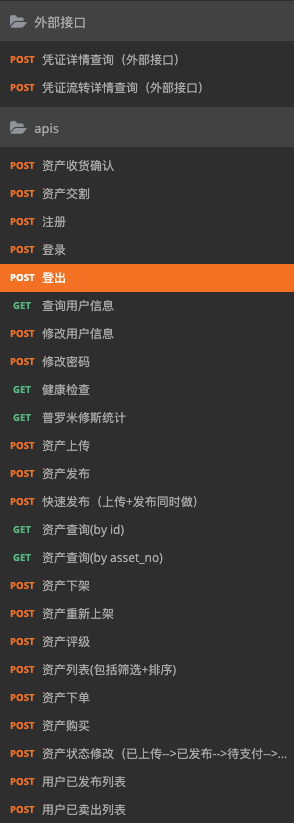 外部接口
POST 凭证详情查询（外部接口）
POST 凭证流转详情查询（外部接口）
apis
POST 资产收货确认
POST 资产交割
POST 注册
POST 登录
POST 登出
GET 查询用户信息
POST 修改用户信息
POST 修改密码
GET 健康检查
GET 普罗米修斯统计
POST 资产上传
POST 资产发布
POST 快速发布（上传+发布同时做）
GET 资产查询(by id)
GET 资产查询(by asset_no)
POST 资产下架
POST 资产重新上架
POST 资产评级
POST 资产列表(包括筛选+排序)
POST 资产下单
POST 资产购买
POST 资产状态修改（已上传-->已发布-->待支付-->...
POST 用户已发布列表
POST 用户已卖出列表